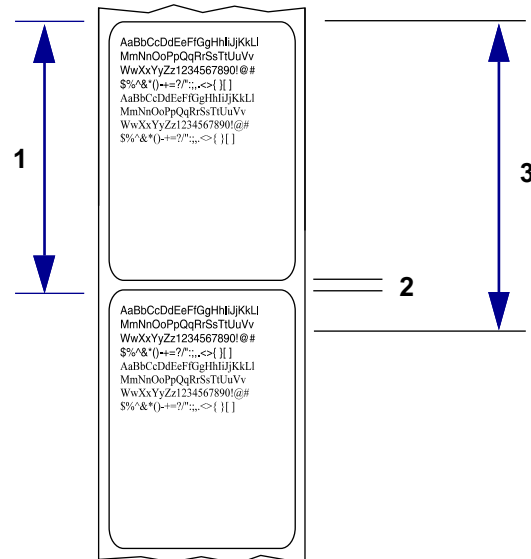 AaBbCcDdEeFfGgHhIiJjKkLl
MmNnOoPpQqRrSsTtUuVv
WwXxYyZz1234567890!@#
$%^&*()-+=?/":;,.<>{ }[ ]
AaBbCcDdEeFfGgHhIiJjKkLl
MmNnOoPpQqRrSsTtUuVv
WwXxYyZz1234567890!@#
$%^&*()-+=?/":;,.<>{ }[ ]
1
3
2
AaBbCcDdEeFfGgHhIiJjKkLl
MmNnOoPpQqRrSsTtUuVv
WwXxYyZz1234567890!@#
$%^&*()-+=?/":;,.<>{ }[ ]
AaBbCcDdEeFfGgHhIiJjKkLl
MmNnOoPpQqRrSsTtUuVv
WwXxYyZz1234567890!@#
$%^&*()-+=?/":;,.<>{ }[ ]